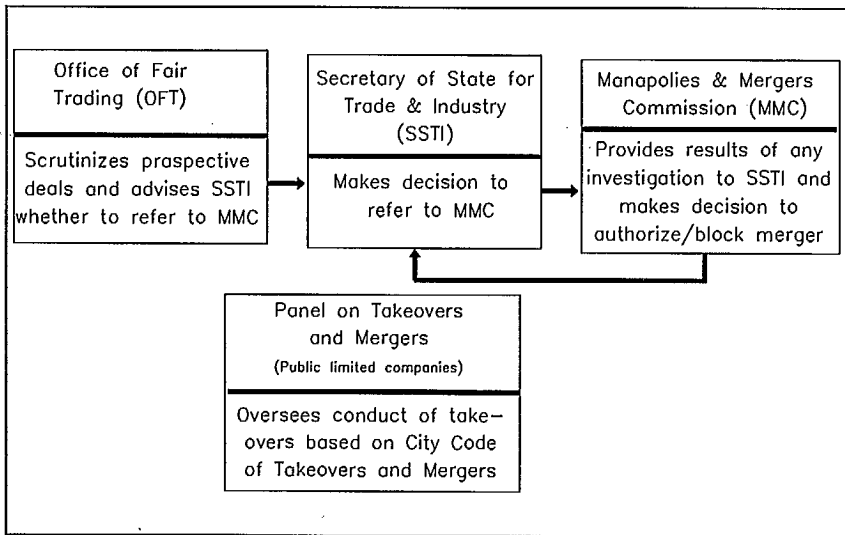 Office of Fair
Trading (OFT)
Scrutinizes praspective
deals and advises SSTI
whether to refer to MMC
Secretary of State for
Trade & Industry
(SSTI)
Makes decision to
refer to MMC
Manapolies & Mergers
Commission (MMC)
Provides results of any
investigation to SSTI and
makes decision to
authorize/block merger
Panel on Takeovers
and Mergers
(Public limited companies)
Oversees conduct of take-
overs based on City Code
of Takeovers and Mergers